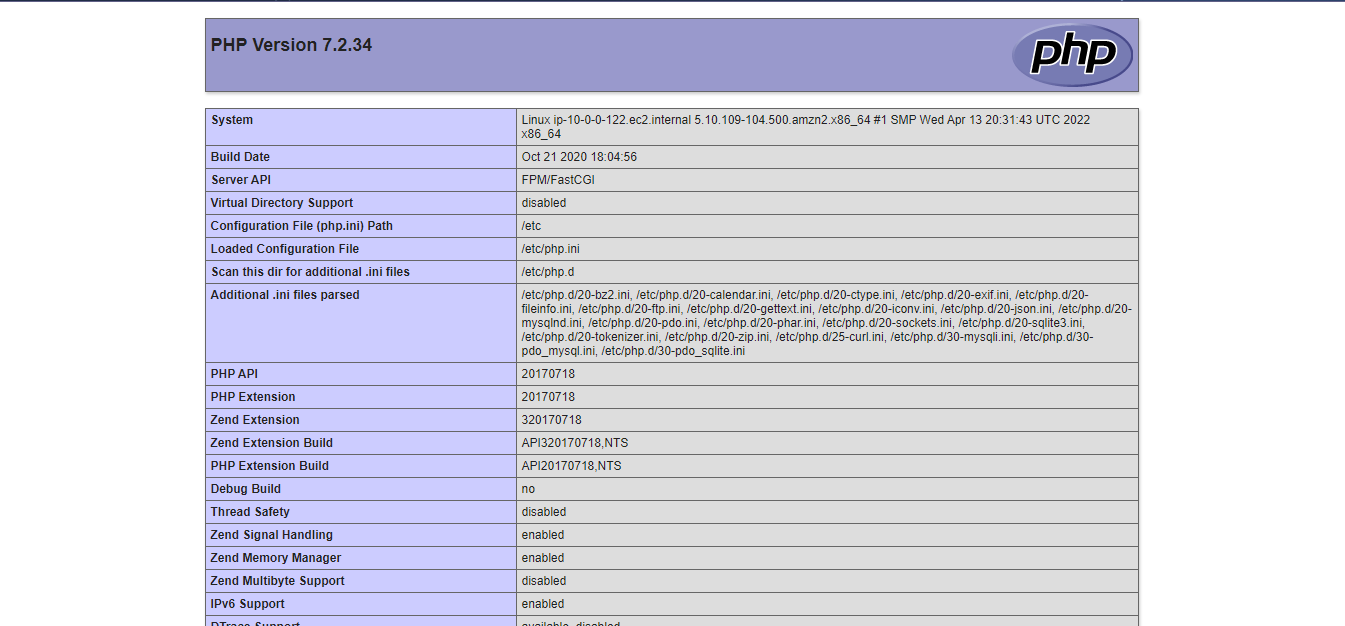 PHP Version 7.2.34
php
System
Linux ip-10-0-0-122.ec2.internal 5.10.109-104.500.amzn2.x86_64 #1 SMP Wed Apr 13 20:31:43 UTC 2022
x86_64
Build Date
Oct 21 2020 18:04:56
Server API
FPM/FastCGI
Virtual Directory Support
disabled
Configuration File (php.ini) Path
/etc
Loaded Configuration File
/etc/php.ini
Scan this dir for additional .ini files
/etc/php.d
Additional .ini files parsed
/etc/php.d/20-bz2.ini, /etc/php.d/20-calendar.ini, /etc/php.d/20-ctype.ini, /etc/php.d/20-exif.ini, /etc/php.d/20-
fileinfo.ini, /etc/php.d/20-ftp.ini, /etc/php.d/20-gettext.ini, /etc/php.d/20-iconv.ini, /etc/php.d/20-json.ini, /etc/php.d/20-
mysqlnd.ini, /etc/php.d/20-pdo.ini, /etc/php.d/20-phar.ini, /etc/php.d/20-sockets.ini, /etc/php.d/20-sqlite3.ini,
/etc/php.d/20-tokenizer.ini, /etc/php.d/20-zip.ini, /etc/php.d/25-curl.ini, /etc/php.d/30-mysqli.ini, /etc/php.d/30-
pdo_mysql.ini, /etc/php.d/30-pdo_sqlite.ini
PHP API
20170718
PHP Extension
20170718
Zend Extension
320170718
Zend Extension Build
API320170718,NTS
PHP Extension Build
API20170718,NTS
Debug Build
no
Thread Safety
disabled
Zend Signal Handling
enabled
Zend Memory Manager
enabled
Zend Multibyte Support
disabled
IPv6 Support
enabled
DTrace Support
available, disabled